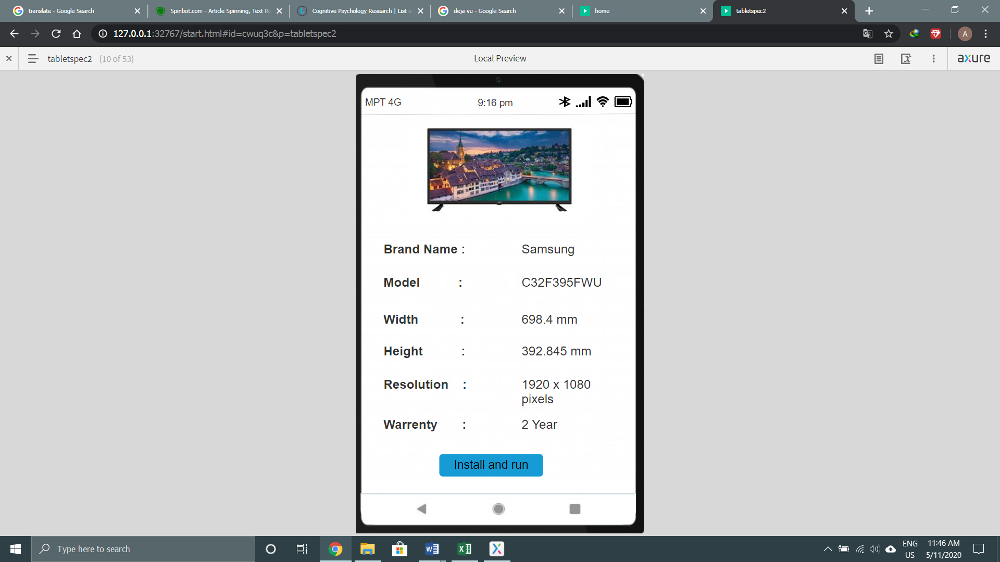 translate - Google Search
Spinbot.com - Article Spinning, Text Re
Cognitive Psychology Research | List o
deja vu - Google Search
home
tabletspec2
127.0.0.1:32767/start.html#id=cwuq3c&p=tabletspec2
A
tabletspec2 (10 of 53)
Local Preview
axure
MPT 4G
9:16 pm
Brand Name : Samsung
Model : C32F395FWU
Width : 698.4 mm
Height : 392.845 mm
Resolution : 1920 x 1080
pixels
Warrenty : 2 Year
Install and run
Type here to search
ENG
US
11:46 AM
5/11/2020